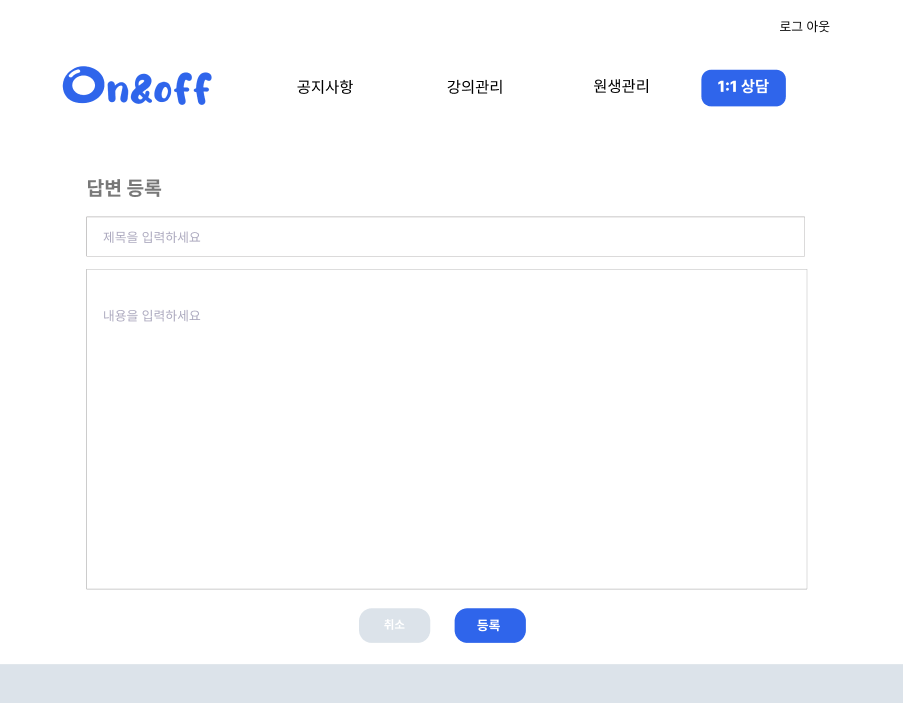 로그 아웃
On&off
공지사항
강의관리
원생관리
1:1 상담
답변 등록
제목을 입력하세요
내용을 입력하세요
취소
등록